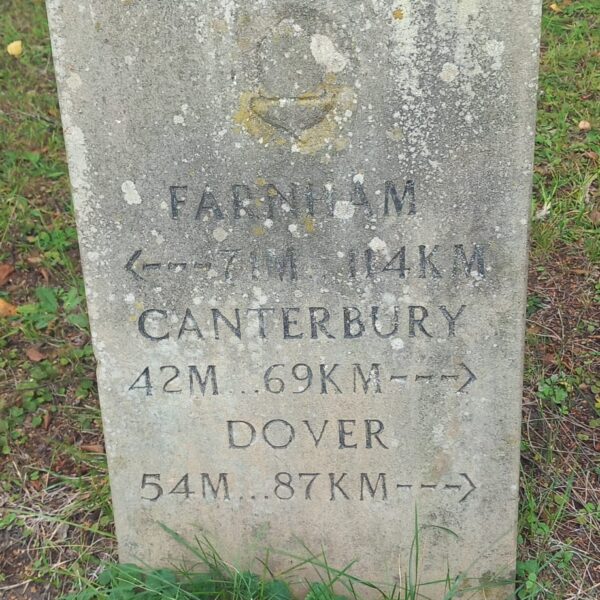 FARNHAM
<---71M...114KM
CANTERBURY
42M...69KM--->
DOVER
54M...87KM--->